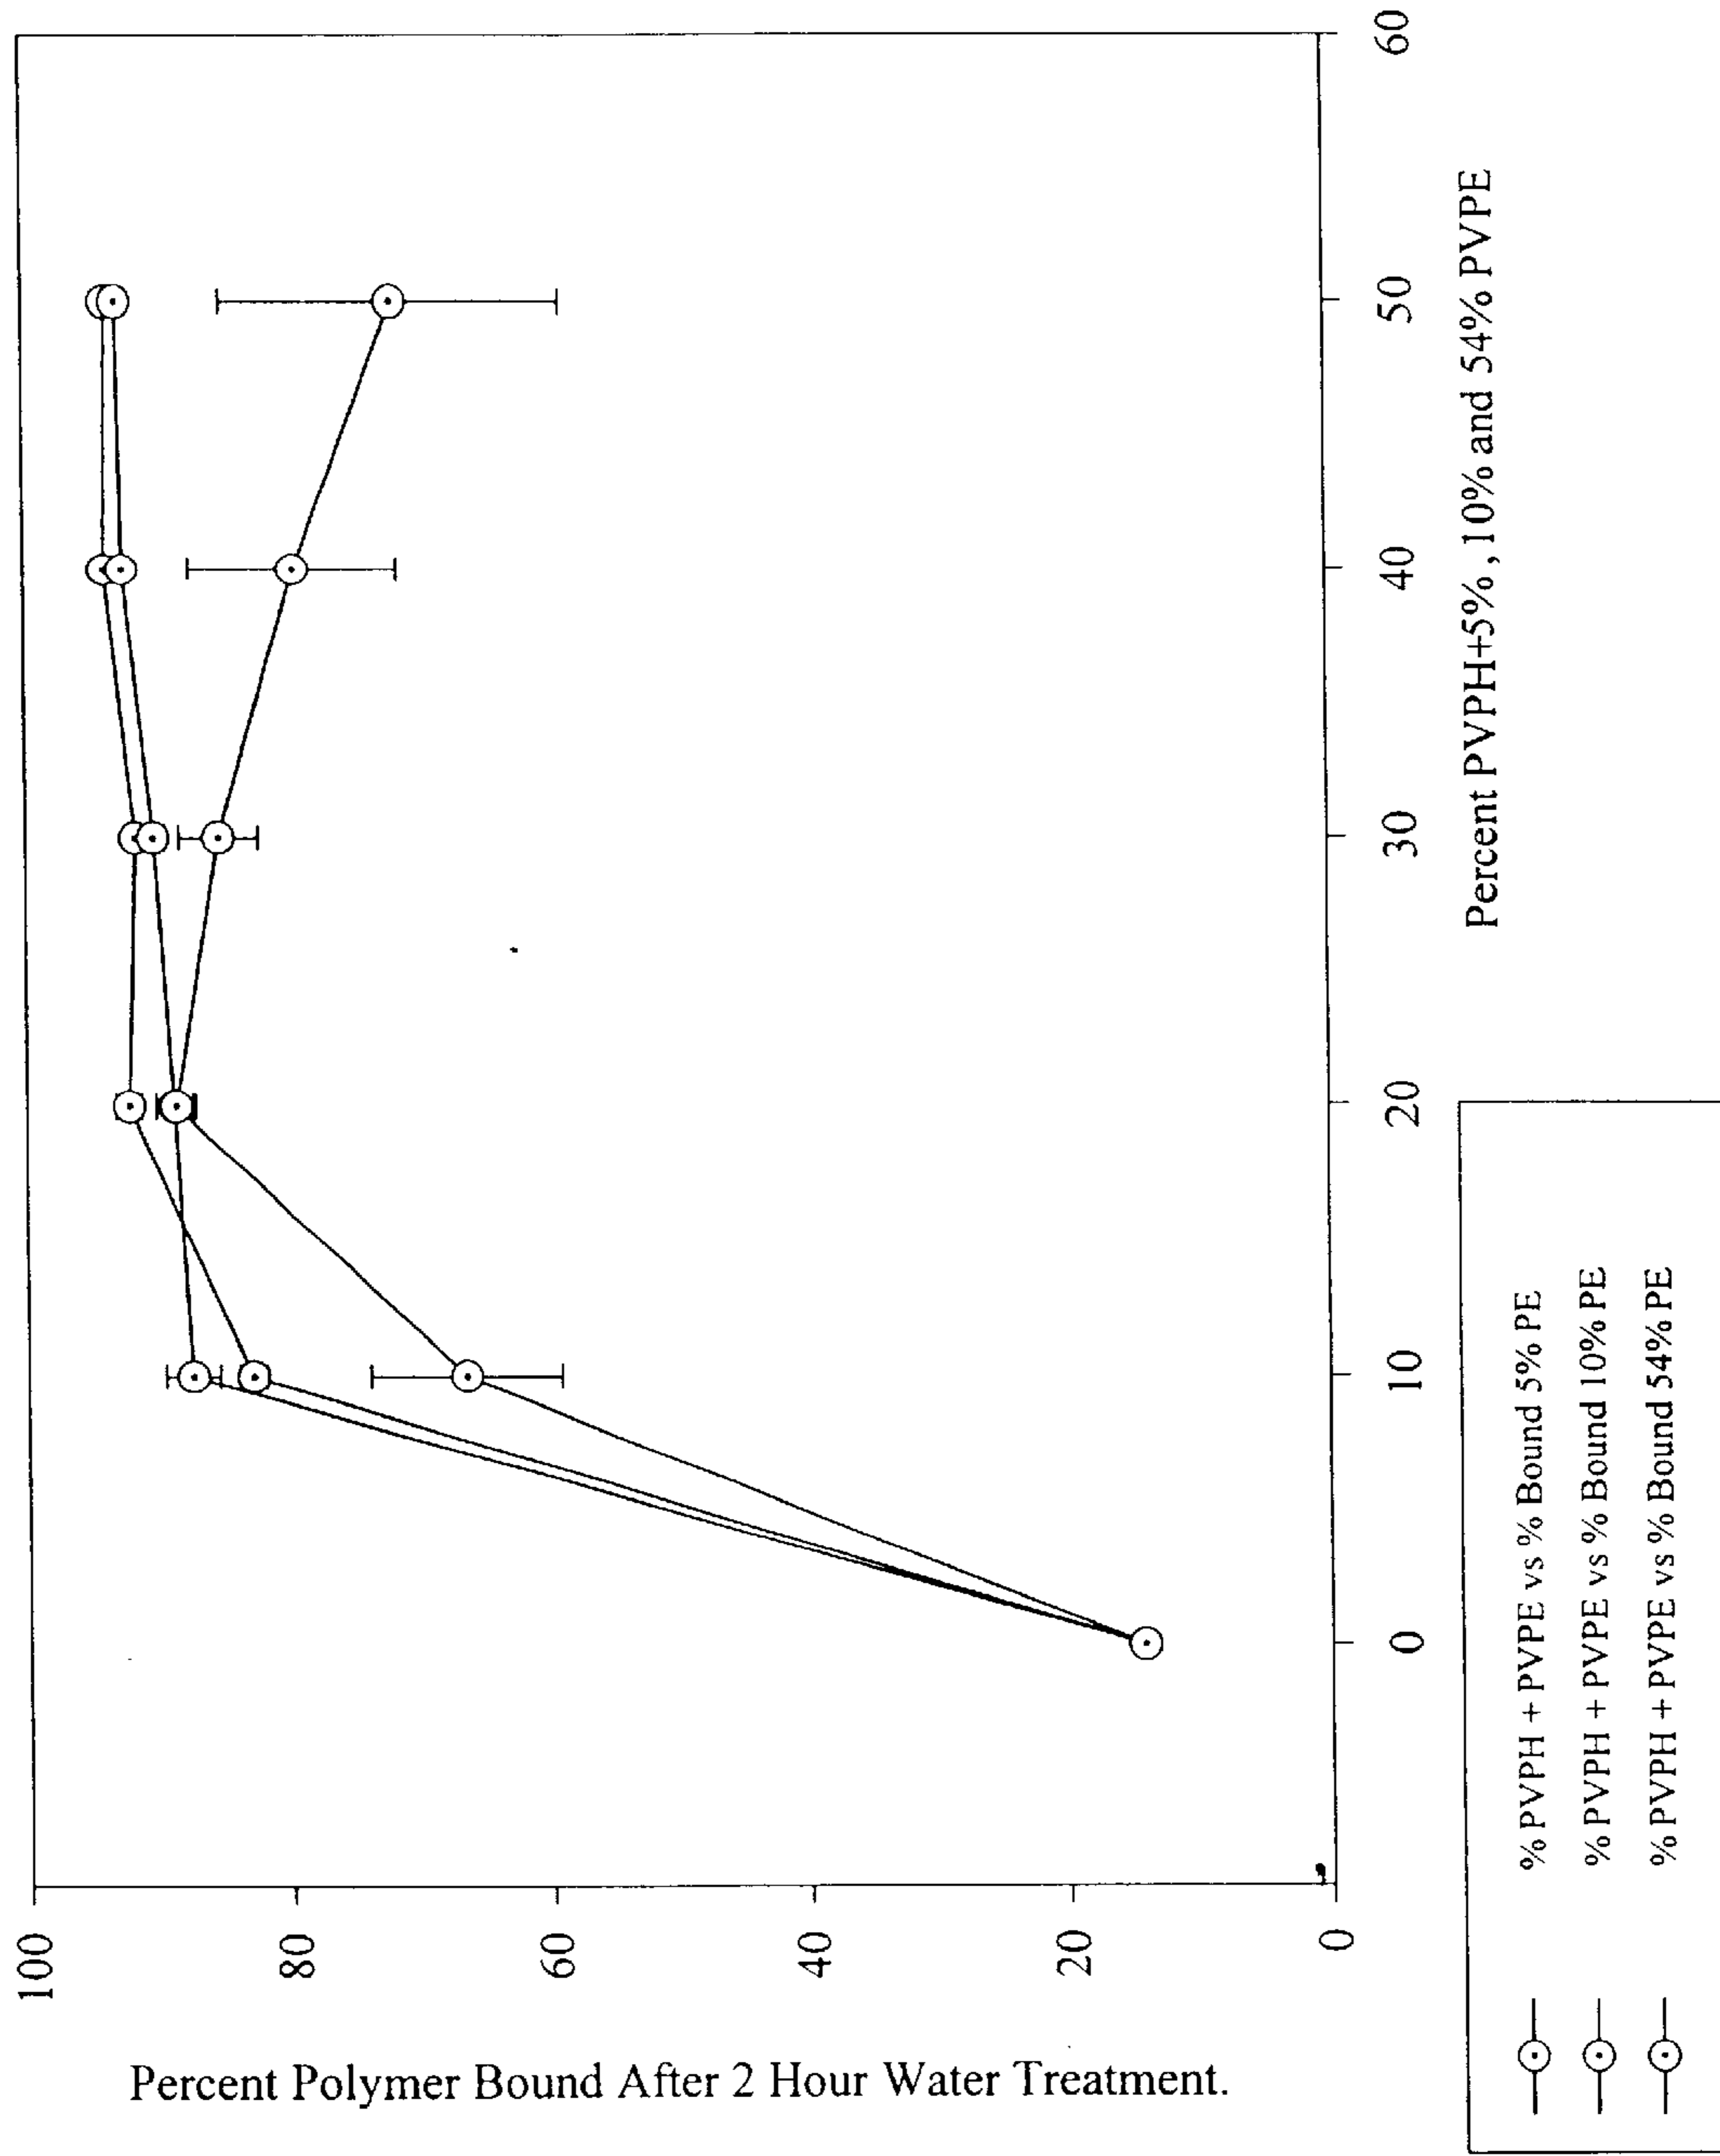 Percent Polymer Bound After 2 Hour Water Treatment.
100
80
60
40
20
0
0
10
20
30
40
50
60
Percent PVPH+5%, 10% and 54% PVPE
% PVPH + PVPE vs % Bound 5% PE
% PVPH + PVPE vs % Bound 10% PE
% PVPH + PVPE vs % Bound 54% PE